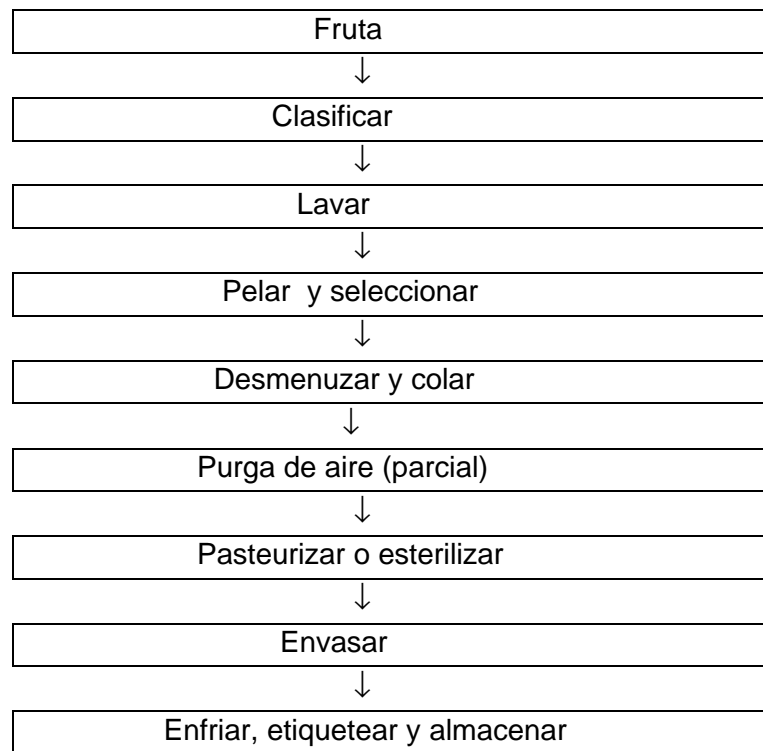 Fruta
↓
Clasificar
↓
Lavar
↓
Pelar y seleccionar
↓
Desmenuzar y colar
↓
Purga de aire (parcial)
↓
Pasteurizar o esterilizar
↓
Envasar
↓
Enfriar, etiquetear y almacenar